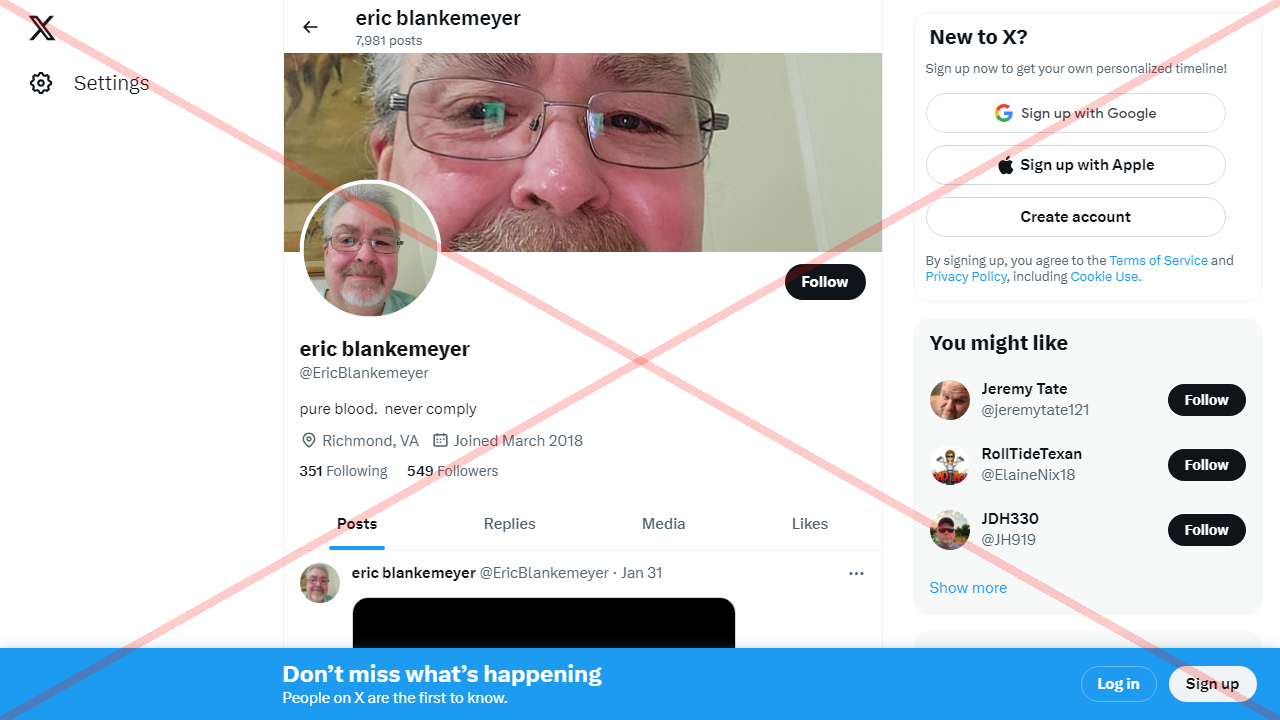 Settings
eric blankemeyer
7,981 posts
Follow
eric blankemeyer
@EricBlankemeyer
pure blood. never comply
Richmond, VA Joined March 2018
351 Following 549 Followers
Posts Replies Media Likes
eric blankemeyer @EricBlankemeyer · Jan 31
New to X?
Sign up now to get your own personalized timeline!
Sign up with Google
Sign up with Apple
Create account
By signing up, you agree to the Terms of Service and
Privacy Policy, including Cookie Use.
You might like
Jeremy Tate
@jeremytate121
Follow
RollTideTexan
@ElaineNix18
Follow
JDH330
@JH919
Follow
Show more
Don’t miss what’s happening
People on X are the first to know.
Log in
Sign up